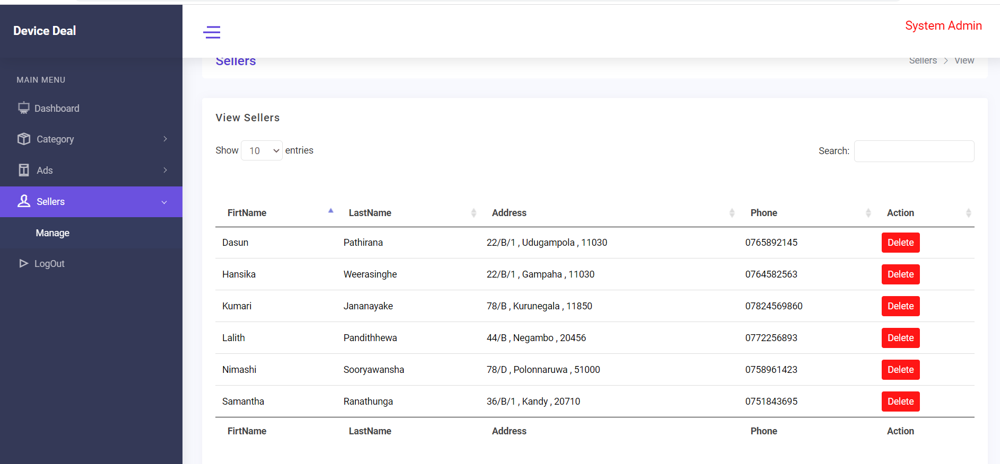 Device Deal
System Admin
MAIN MENU
Dashboard
Category
Ads
Sellers
Manage
LogOut
Sellers
Sellers > View
View Sellers
Show 10 entries
Search:
FirtName LastName Address Phone Action
Dasun Pathirana 22/B/1 , Udugampola , 11030 0765892145 Delete
Hansika Weerasinghe 22/B/1 , Gampaha , 11030 0764582563 Delete
Kumari Jananayake 78/B , Kurunegala , 11850 07824569860 Delete
Lalith Pandithhewa 44/B , Negambo , 20456 0772256893 Delete
Nimashi Sooryawansha 78/D , Polonnaruwa , 51000 0758961423 Delete
Samantha Ranathunga 36/B/1 , Kandy , 20710 0751843695 Delete
FirtName LastName Address Phone Action